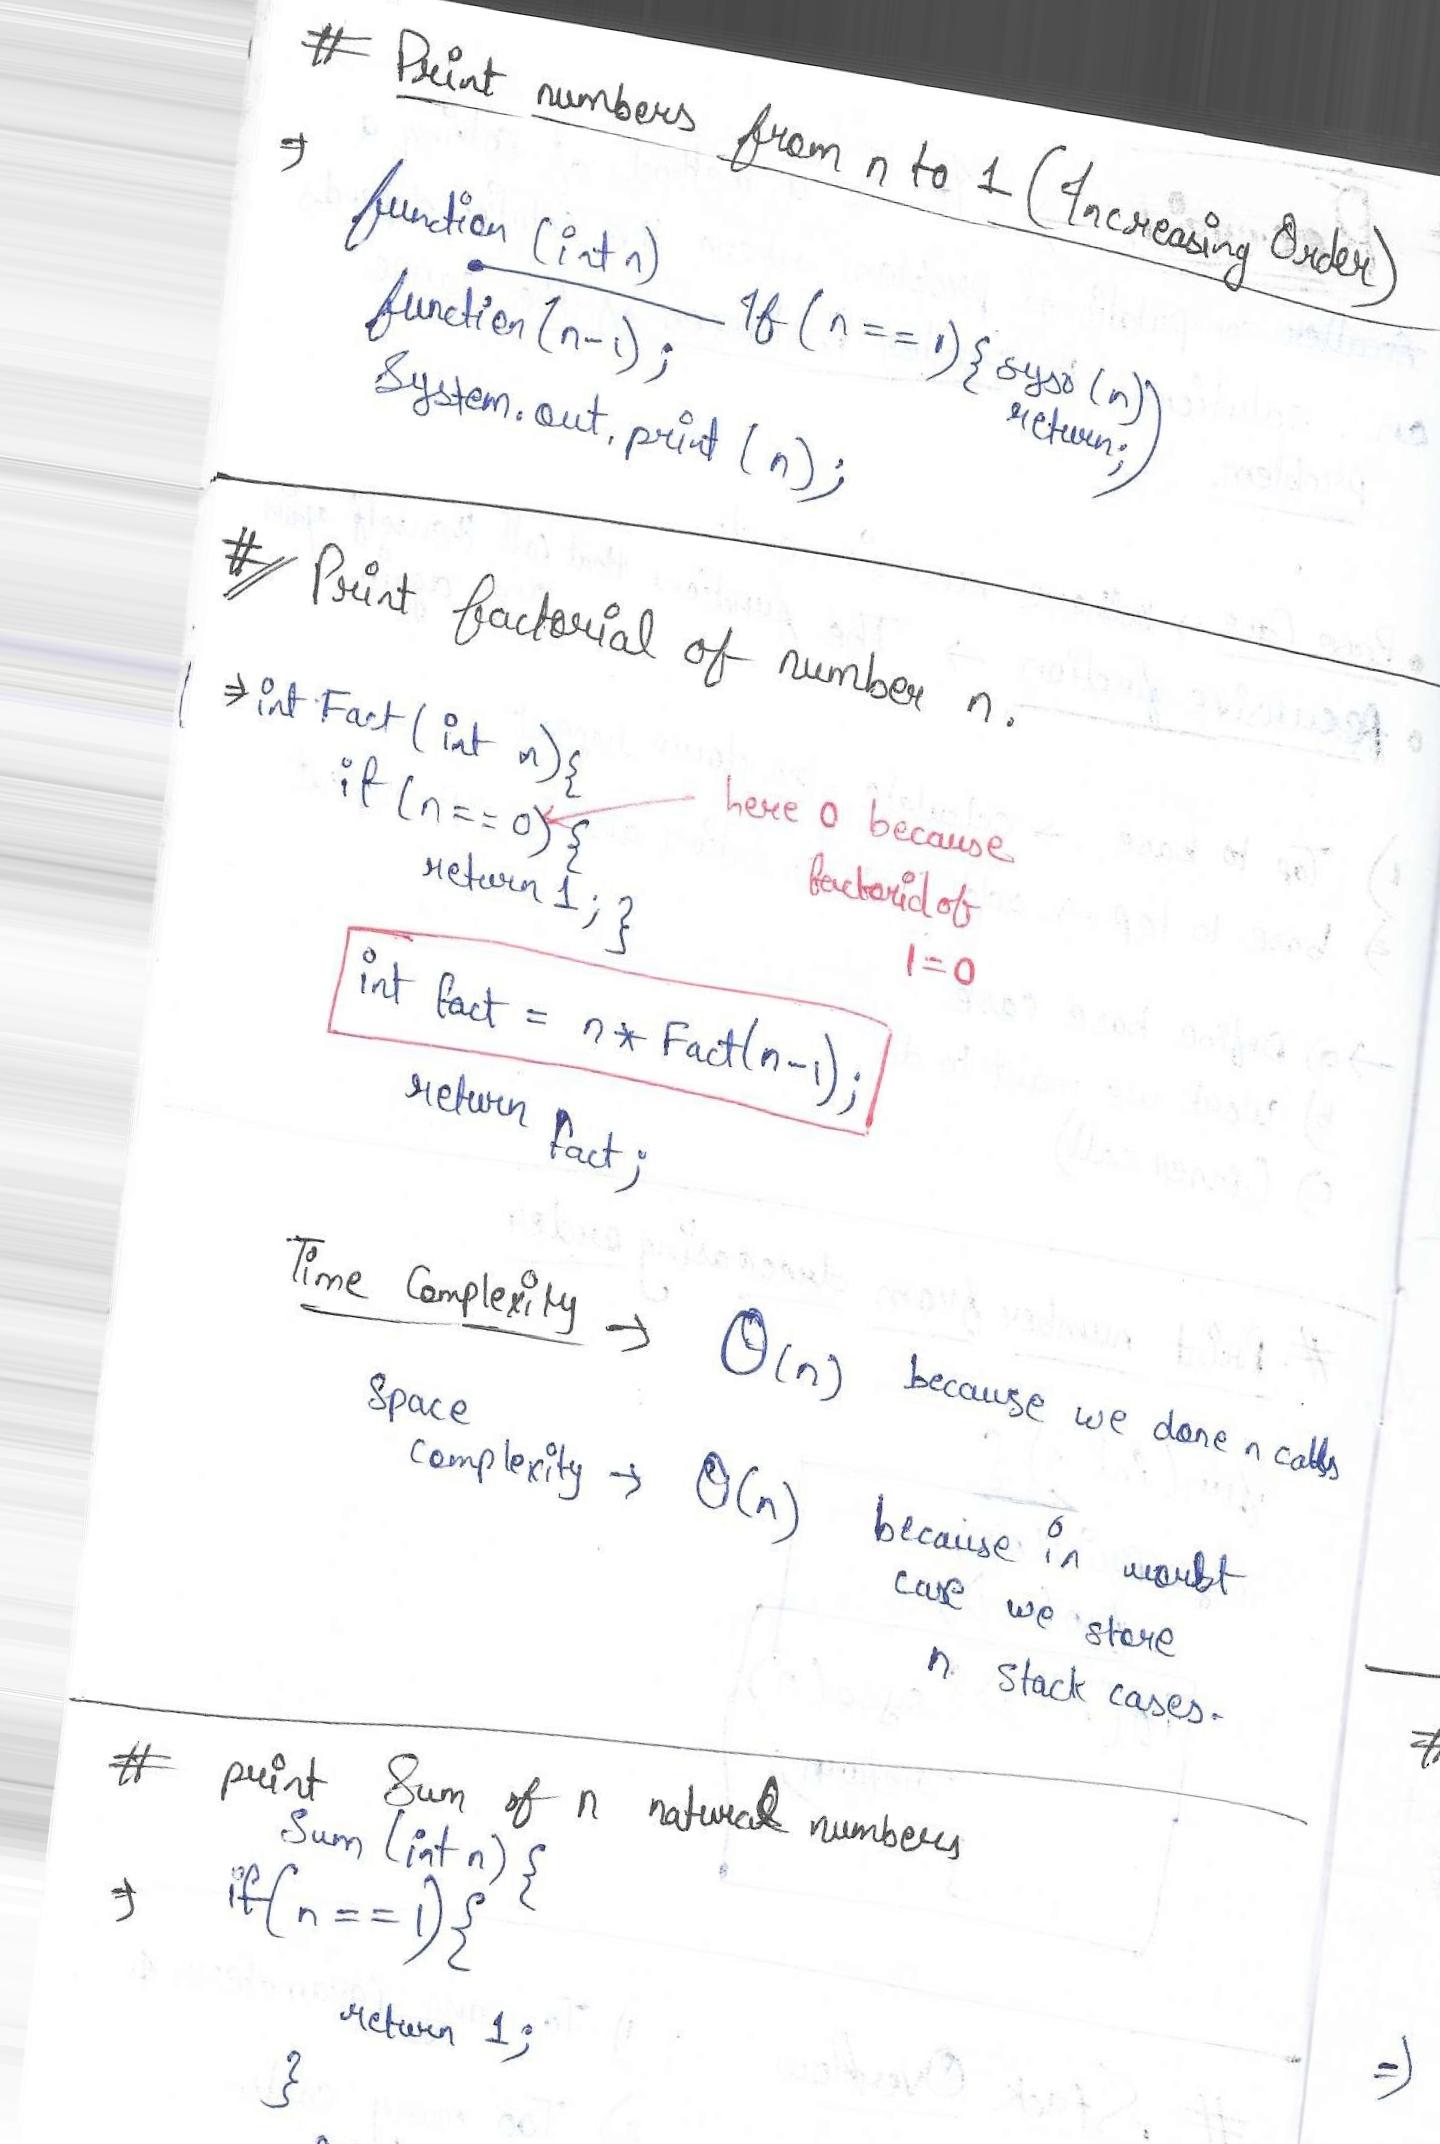 # Print numbers from n to 1 (Increasing Order)
⇒
function (int n)
If (n == 1) { syso (n)
return; )
function (n-1);
System.out.print (n);
# Print factorial of number n.
⇒ int Fact (int n){
if (n == 0) {
here 0 because
factorid of
1=0
return 1; }
int fact = n * Fact(n-1);
return fact;
Time Complexity → O(n) because we done n calls
Space
complexity → O(n) because in
case we store
n stack cases.
# print Sum of n natural numbers
Sum (int n) {
⇒ if (n == 1) {
return 1;
}
#
⇒)